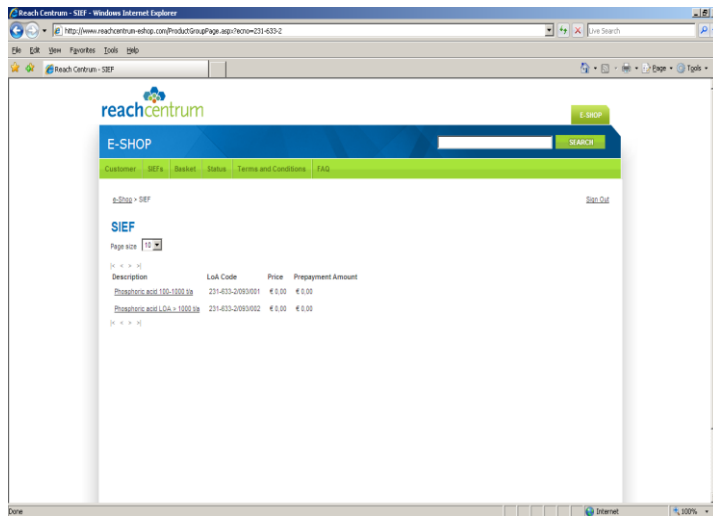 Reach Centrum - SIEF - Windows Internet Explorer
http://www.reachcentrum-eshop.com/ProductGroupPage.aspx?ecno=231-633-2
Live Search
File Edit View Favorites Tools Help
Reach Centrum - SIEF
Page Tools
reachcentrum
E-SHOP
E-SHOP
SEARCH
Customer SIEFs Basket Status Terms and Conditions FAQ
e-Shop > SIEF
Sign Out
SIEF
Page size 10
|< < > >|
Description LoA Code Price Prepayment Amount
Phosphoric acid 100-1000 t/a 231-633-2/093/001 € 0,00 € 0,00
Phosphoric acid LOA > 1000 t/a 231-633-2/093/002 € 0,00 € 0,00
|< < > >|
Done
Internet
100%